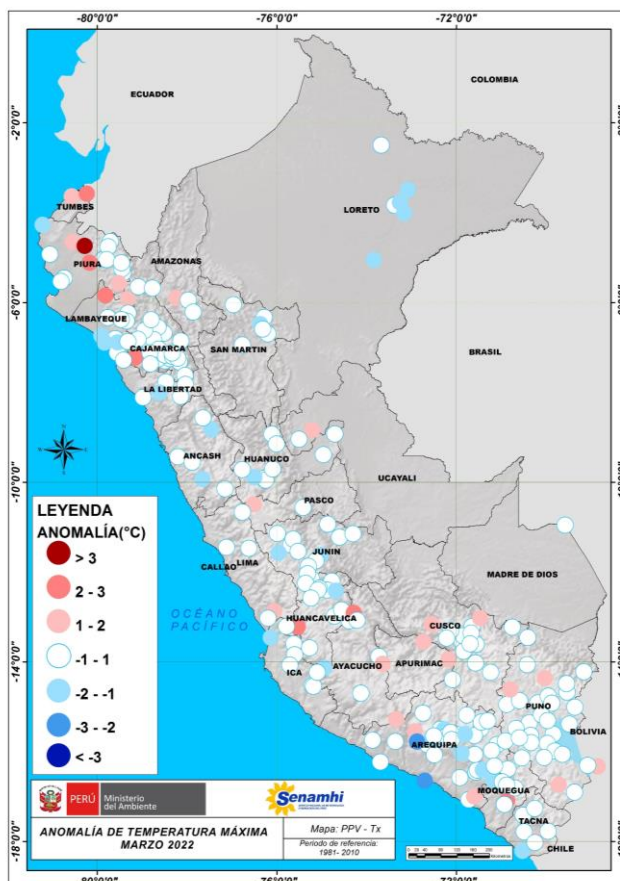 -80°0'0" -76°0'0" -72°0'0"
COLOMBIA
ECUADOR
-2°0'0"
TUMBES
LORETO
PIURA
AMAZONAS
-6°0'0"
LAMBAYEQUE
CAJAMARCA
SAN MARTIN
BRASIL
LA LIBERTAD
ANCASH
HUANUCO
UCAYALI
-10°0'0"
PASCO
LEYENDA
ANOMALÍA(°C)
> 3
2 - 3
1 - 2
-1 - 1
-2 - -1
-3 - -2
< -3
JUNIN
CALLAO
LIMA
MADRE DE DIOS
OCÉANO
PACÍFICO
HUANCAVELICA
CUSCO
-14°0'0"
ICA
AYACUCHO
APURIMAC
PUNO
BOLIVIA
AREQUIPA
MOQUEGUA
TACNA
CHILE
-18°0'0"
PERÚ
Ministerio
del Ambiente
Senamhi
ANOMALÍA DE TEMPERATURA MÁXIMA
MARZO 2022
Mapa: PPV - Tx
Periodo de referencia:
1981- 2010